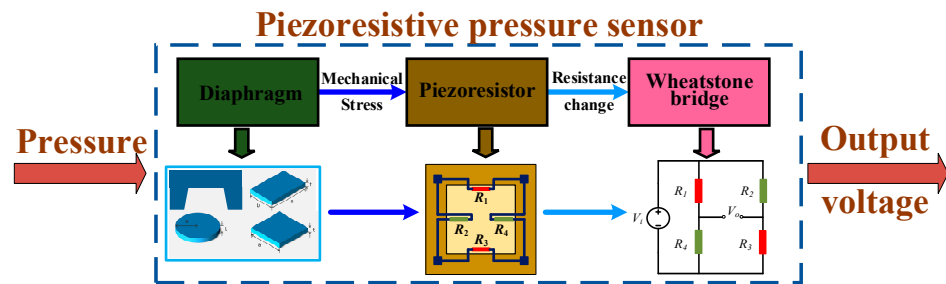 Piezoresistive pressure sensor
Pressure
Diaphragm
Mechanical
Stress
Piezoresistor
Resistance
change
Wheatstone
bridge
Output
voltage
R1
R2
R4
R3
Vi
+
−
R1
R2
Vo
R4
R3